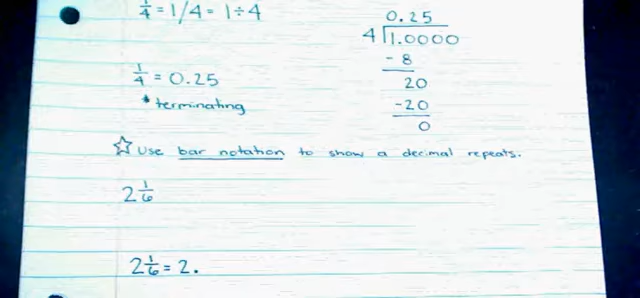 1/4 = 1/4 = 1÷4
0.25
4 1.0000
- 8
1/4 = 0.25
20
* terminating
-20
0
☆ Use bar notation to show a decimal repeats.
2 1/6
2 1/6 = 2.